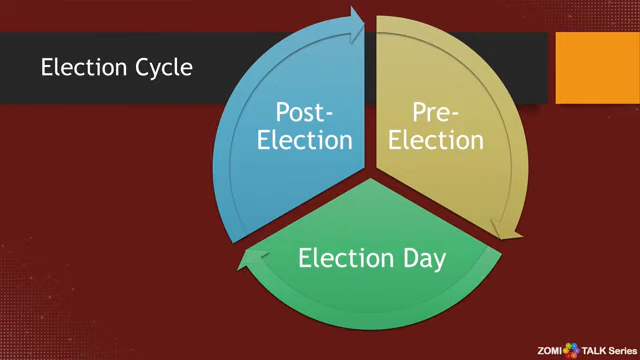 Election Cycle
Post-
Election
Pre-
Election
Election Day
ZOMI TALK Series